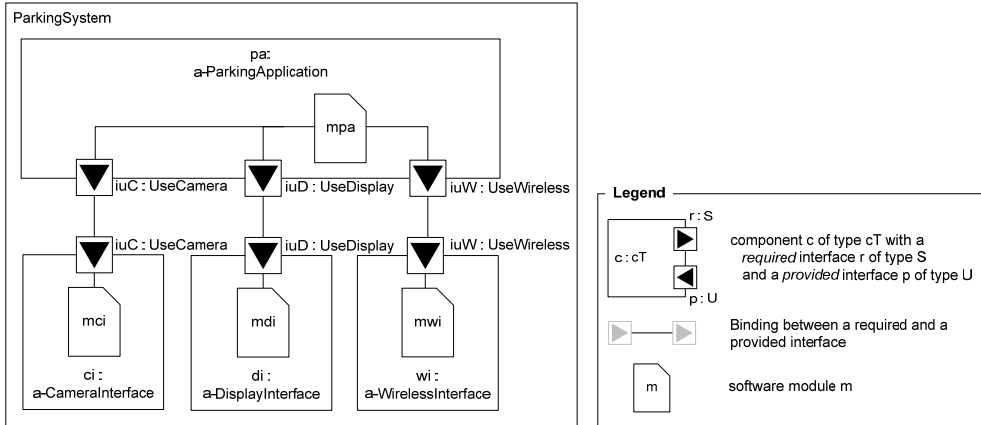 ParkingSystem
pa:
a-ParkingApplication
mpa
iuC : UseCamera
iuD : UseDisplay
iuW : UseWireless
iuC : UseCamera
iuD : UseDisplay
iuW : UseWireless
mci
mdi
mwi
ci :
a-CameraInterface
di :
a-DisplayInterface
wi :
a-WirelessInterface
Legend
r : S
c : cT
p : U
component c of type cT with a
required interface r of type S
and a provided interface p of type U
Binding between a required and a
provided interface
m
software module m